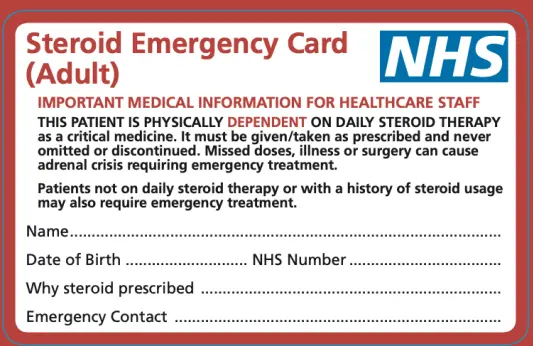 Steroid Emergency Card
(Adult)
NHS
IMPORTANT MEDICAL INFORMATION FOR HEALTHCARE STAFF
THIS PATIENT IS PHYSICALLY DEPENDENT ON DAILY STEROID THERAPY
as a critical medicine. It must be given/taken as prescribed and never
omitted or discontinued. Missed doses, illness or surgery can cause
adrenal crisis requiring emergency treatment.
Patients not on daily steroid therapy or with a history of steroid usage
may also require emergency treatment.
Name....................................................................................................
Date of Birth ............................ NHS Number ...................................
Why steroid prescribed .....................................................................
Emergency Contact ...........................................................................